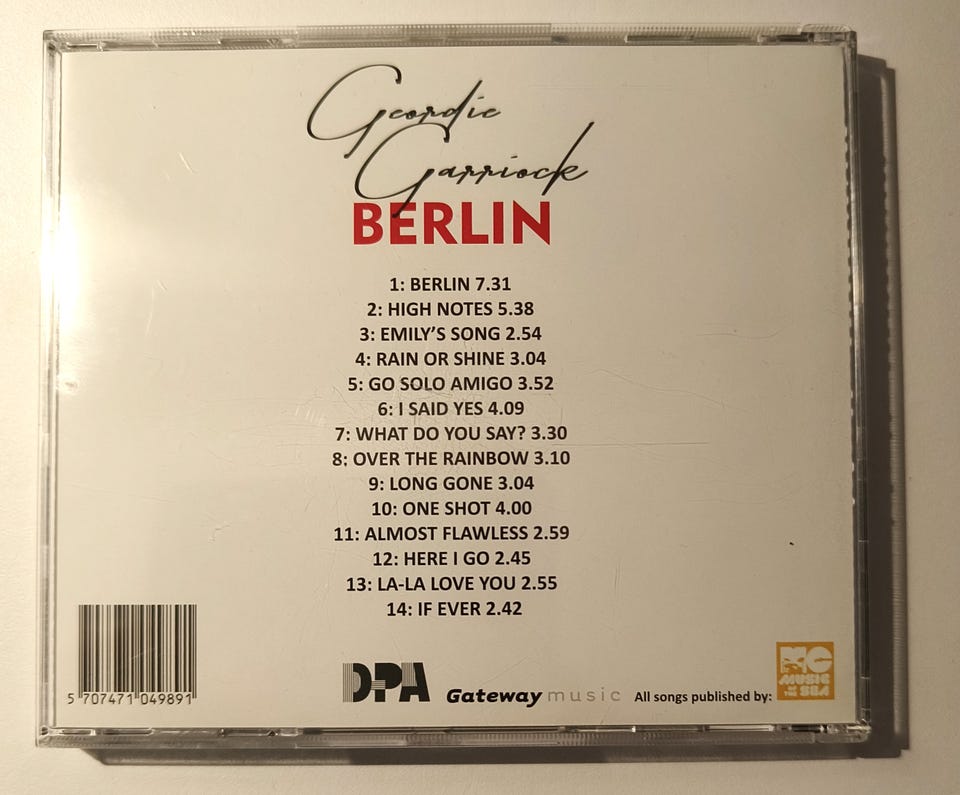 Geordie
Garriock
BERLIN
1: BERLIN 7.31
2: HIGH NOTES 5.38
3: EMILY’S SONG 2.54
4: RAIN OR SHINE 3.04
5: GO SOLO AMIGO 3.52
6: I SAID YES 4.09
7: WHAT DO YOU SAY? 3.30
8: OVER THE RAINBOW 3.10
9: LONG GONE 3.04
10: ONE SHOT 4.00
11: ALMOST FLAWLESS 2.59
12: HERE I GO 2.45
13: LA-LA LOVE YOU 2.55
14: IF EVER 2.42
5 707471 049891
DPA
Gateway music
All songs published by:
MUSIC
SEA